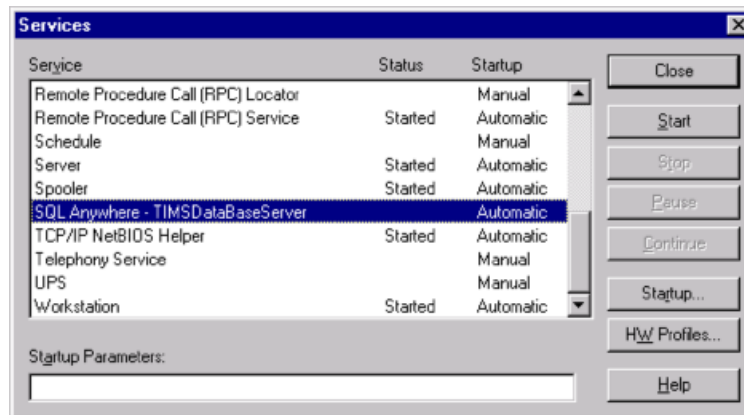 Services
Service Status Startup
Remote Procedure Call (RPC) Locator Manual
Remote Procedure Call (RPC) Service Started Automatic
Schedule Manual
Server Started Automatic
Spooler Started Automatic
SQL Anywhere - TIMSDataBaseServer Automatic
TCP/IP NetBIOS Helper Started Automatic
Telephony Service Manual
UPS Manual
Workstation Started Automatic
Startup Parameters:
Close
Start
Stop
Pause
Continue
Startup...
HW Profiles...
Help